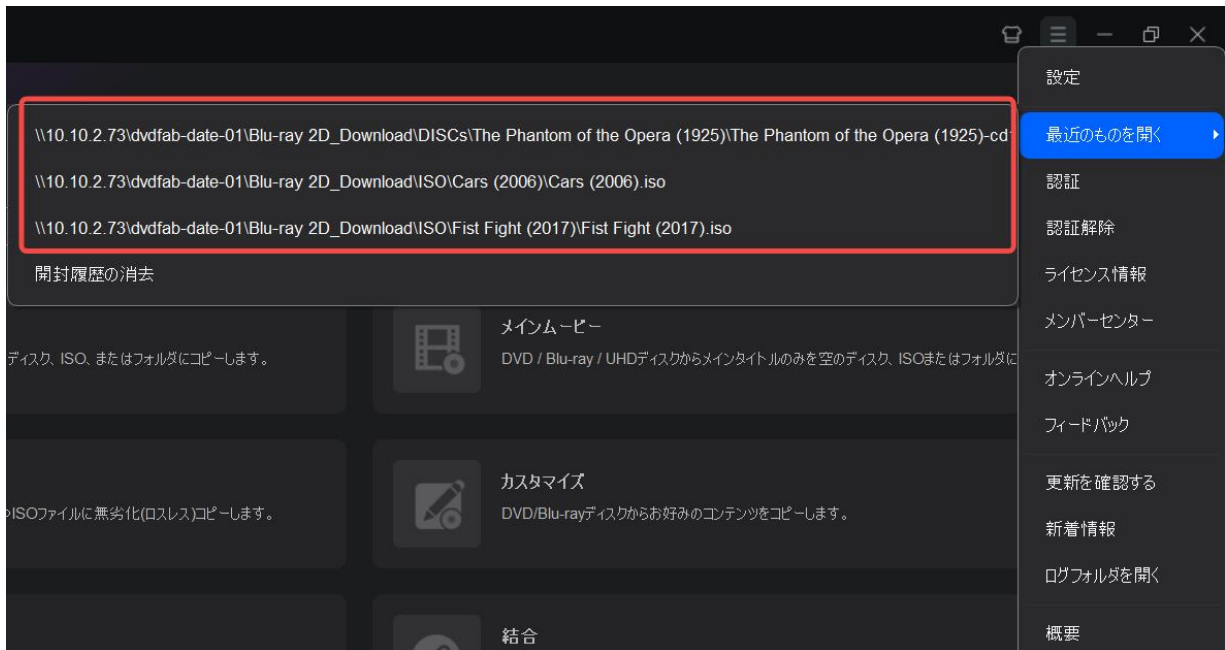 設定
最近のものを開く
\\10.10.2.73\dvdfab-date-01\Blu-ray 2D_Download\DISCs\The Phantom of the Opera (1925)\The Phantom of the Opera (1925)-cd
\\10.10.2.73\dvdfab-date-01\Blu-ray 2D_Download\ISO\Cars (2006)\Cars (2006).iso
\\10.10.2.73\dvdfab-date-01\Blu-ray 2D_Download\ISO\Fist Fight (2017)\Fist Fight (2017).iso
開封履歴の消去
認証
認証解除
ライセンス情報
メンバーセンター
オンラインヘルプ
フィードバック
更新を確認する
新着情報
ログフォルダを開く
概要
メインムービー
ディスク、ISO、またはフォルダにコピーします。
DVD / Blu-ray / UHDディスクからメインタイトルのみを空のディスク、ISOまたはフォルダに
カスタマイズ
ISOファイルに無劣化(ロスレス)コピーします。
DVD/Blu-rayディスクからお好みのコンテンツをコピーします。
結合